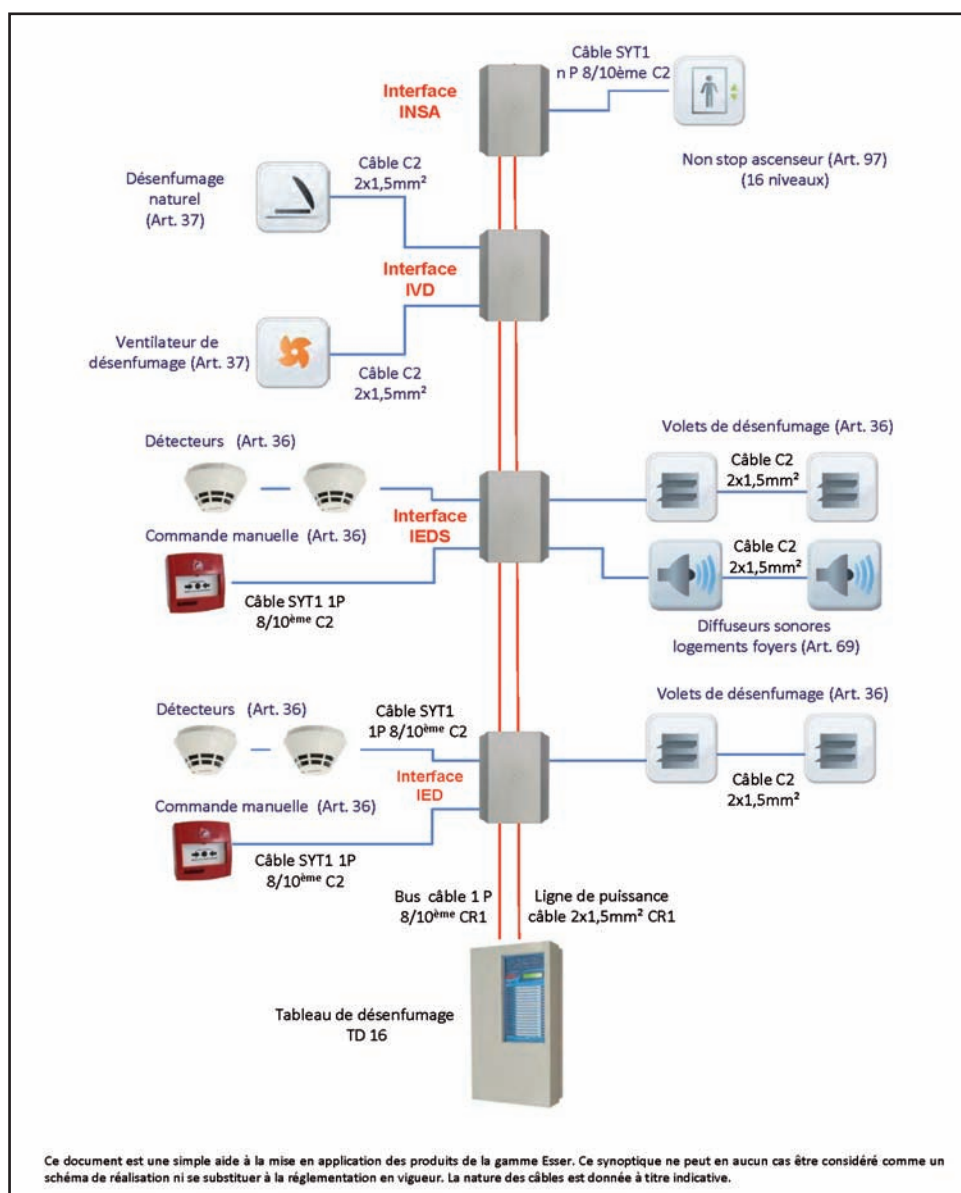 Câble SYT1
n P 8/10ème C2
Interface
INSA
Non stop ascenseur (Art. 97)
(16 niveaux)
Câble C2
2x1,5mm²
Désenfumage
naturel
(Art. 37)
Interface
IVD
Ventilateur de
désenfumage (Art. 37)
Câble C2
2x1,5mm²
Détecteurs (Art. 36)
Volets de désenfumage (Art. 36)
Câble C2
2x1,5mm²
Interface
IEDS
Commande manuelle (Art. 36)
Câble C2
2x1,5mm²
Câble SYT1 1P
8/10ème C2
Diffuseurs sonores
logements foyers (Art. 69)
Détecteurs (Art. 36)
Câble SYT1
1P 8/10ème C2
Volets de désenfumage (Art. 36)
Interface
IED
Câble C2
2x1,5mm²
Commande manuelle (Art. 36)
Câble SYT1 1P
8/10ème C2
Bus câble 1 P
8/10ème CR1
Ligne de puissance
câble 2x1,5mm² CR1
Tableau de désenfumage
TD 16
Ce document est une simple aide à la mise en application des produits de la gamme Esser. Ce synoptique ne peut en aucun cas être considéré comme un
schéma de réalisation ni se substituer à la réglementation en vigueur. La nature des câbles est donnée à titre indicative.